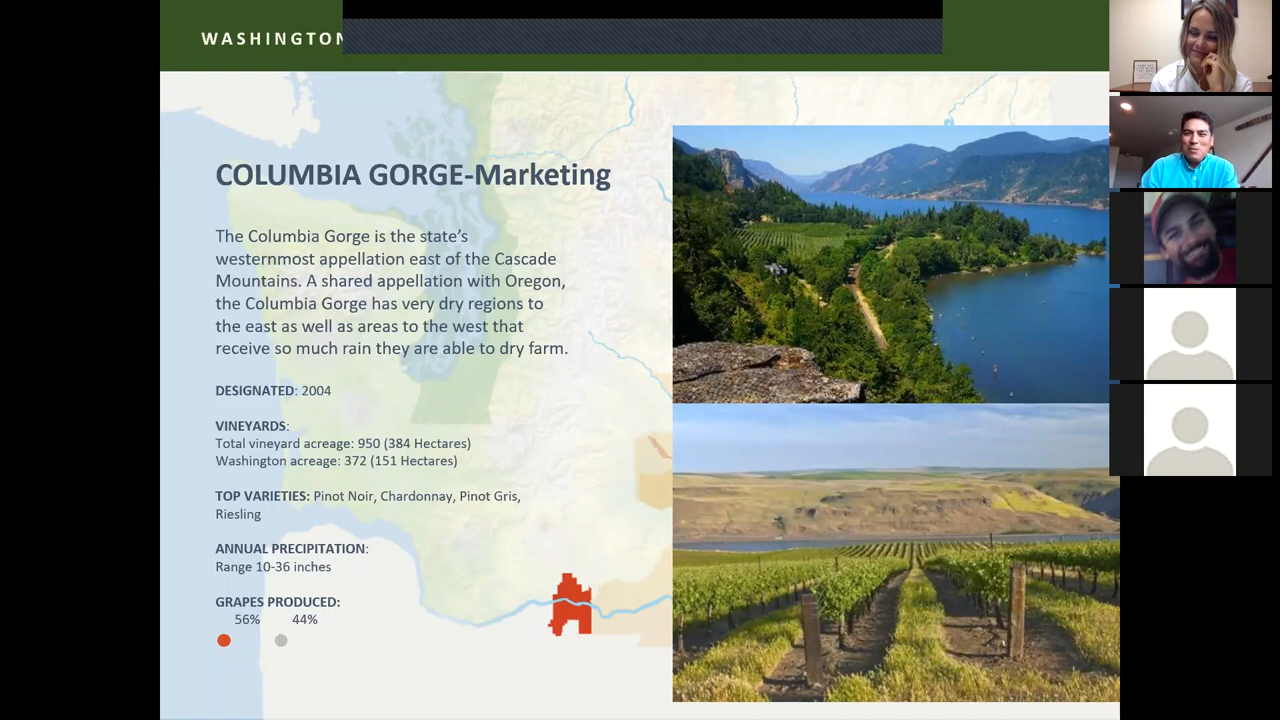 WASHINGTON
COLUMBIA GORGE-Marketing
The Columbia Gorge is the state's
westernmost appellation east of the Cascade
Mountains. A shared appellation with Oregon,
the Columbia Gorge has very dry regions to
the east as well as areas to the west that
receive so much rain they are able to dry farm.
DESIGNATED: 2004
VINEYARDS:
Total vineyard acreage: 950 (384 Hectares)
Washington acreage: 372 (151 Hectares)
TOP VARIETIES: Pinot Noir, Chardonnay, Pinot Gris,
Riesling
ANNUAL PRECIPITATION:
Range 10-36 inches
GRAPES PRODUCED:
56% 44%